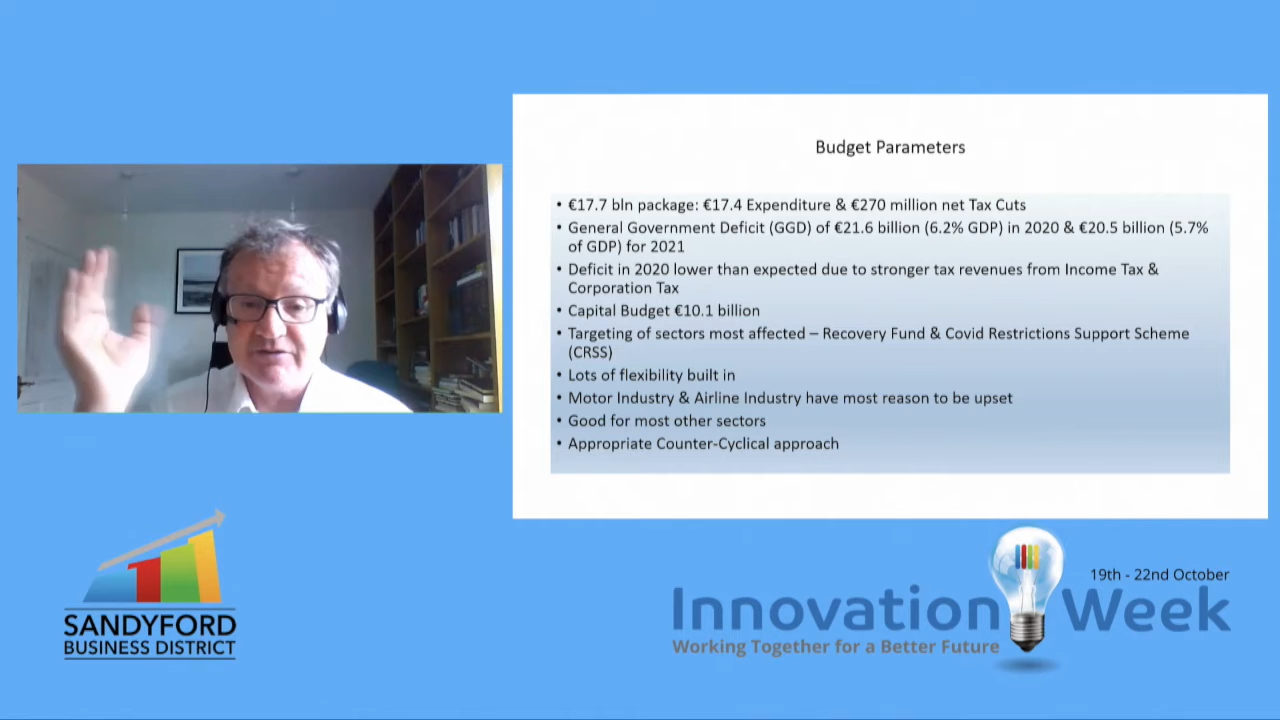 Budget Parameters
• €17.7 bln package: €17.4 Expenditure & €270 million net Tax Cuts
• General Government Deficit (GGD) of €21.6 billion (6.2% GDP) in 2020 & €20.5 billion (5.7%
of GDP) for 2021
• Deficit in 2020 lower than expected due to stronger tax revenues from Income Tax &
Corporation Tax
• Capital Budget €10.1 billion
• Targeting of sectors most affected – Recovery Fund & Covid Restrictions Support Scheme
(CRSS)
• Lots of flexibility built in
• Motor Industry & Airline Industry have most reason to be upset
• Good for most other sectors
• Appropriate Counter-Cyclical approach
SANDYFORD
BUSINESS DISTRICT
19th - 22nd October
Innovation Week
Working Together for a Better Future